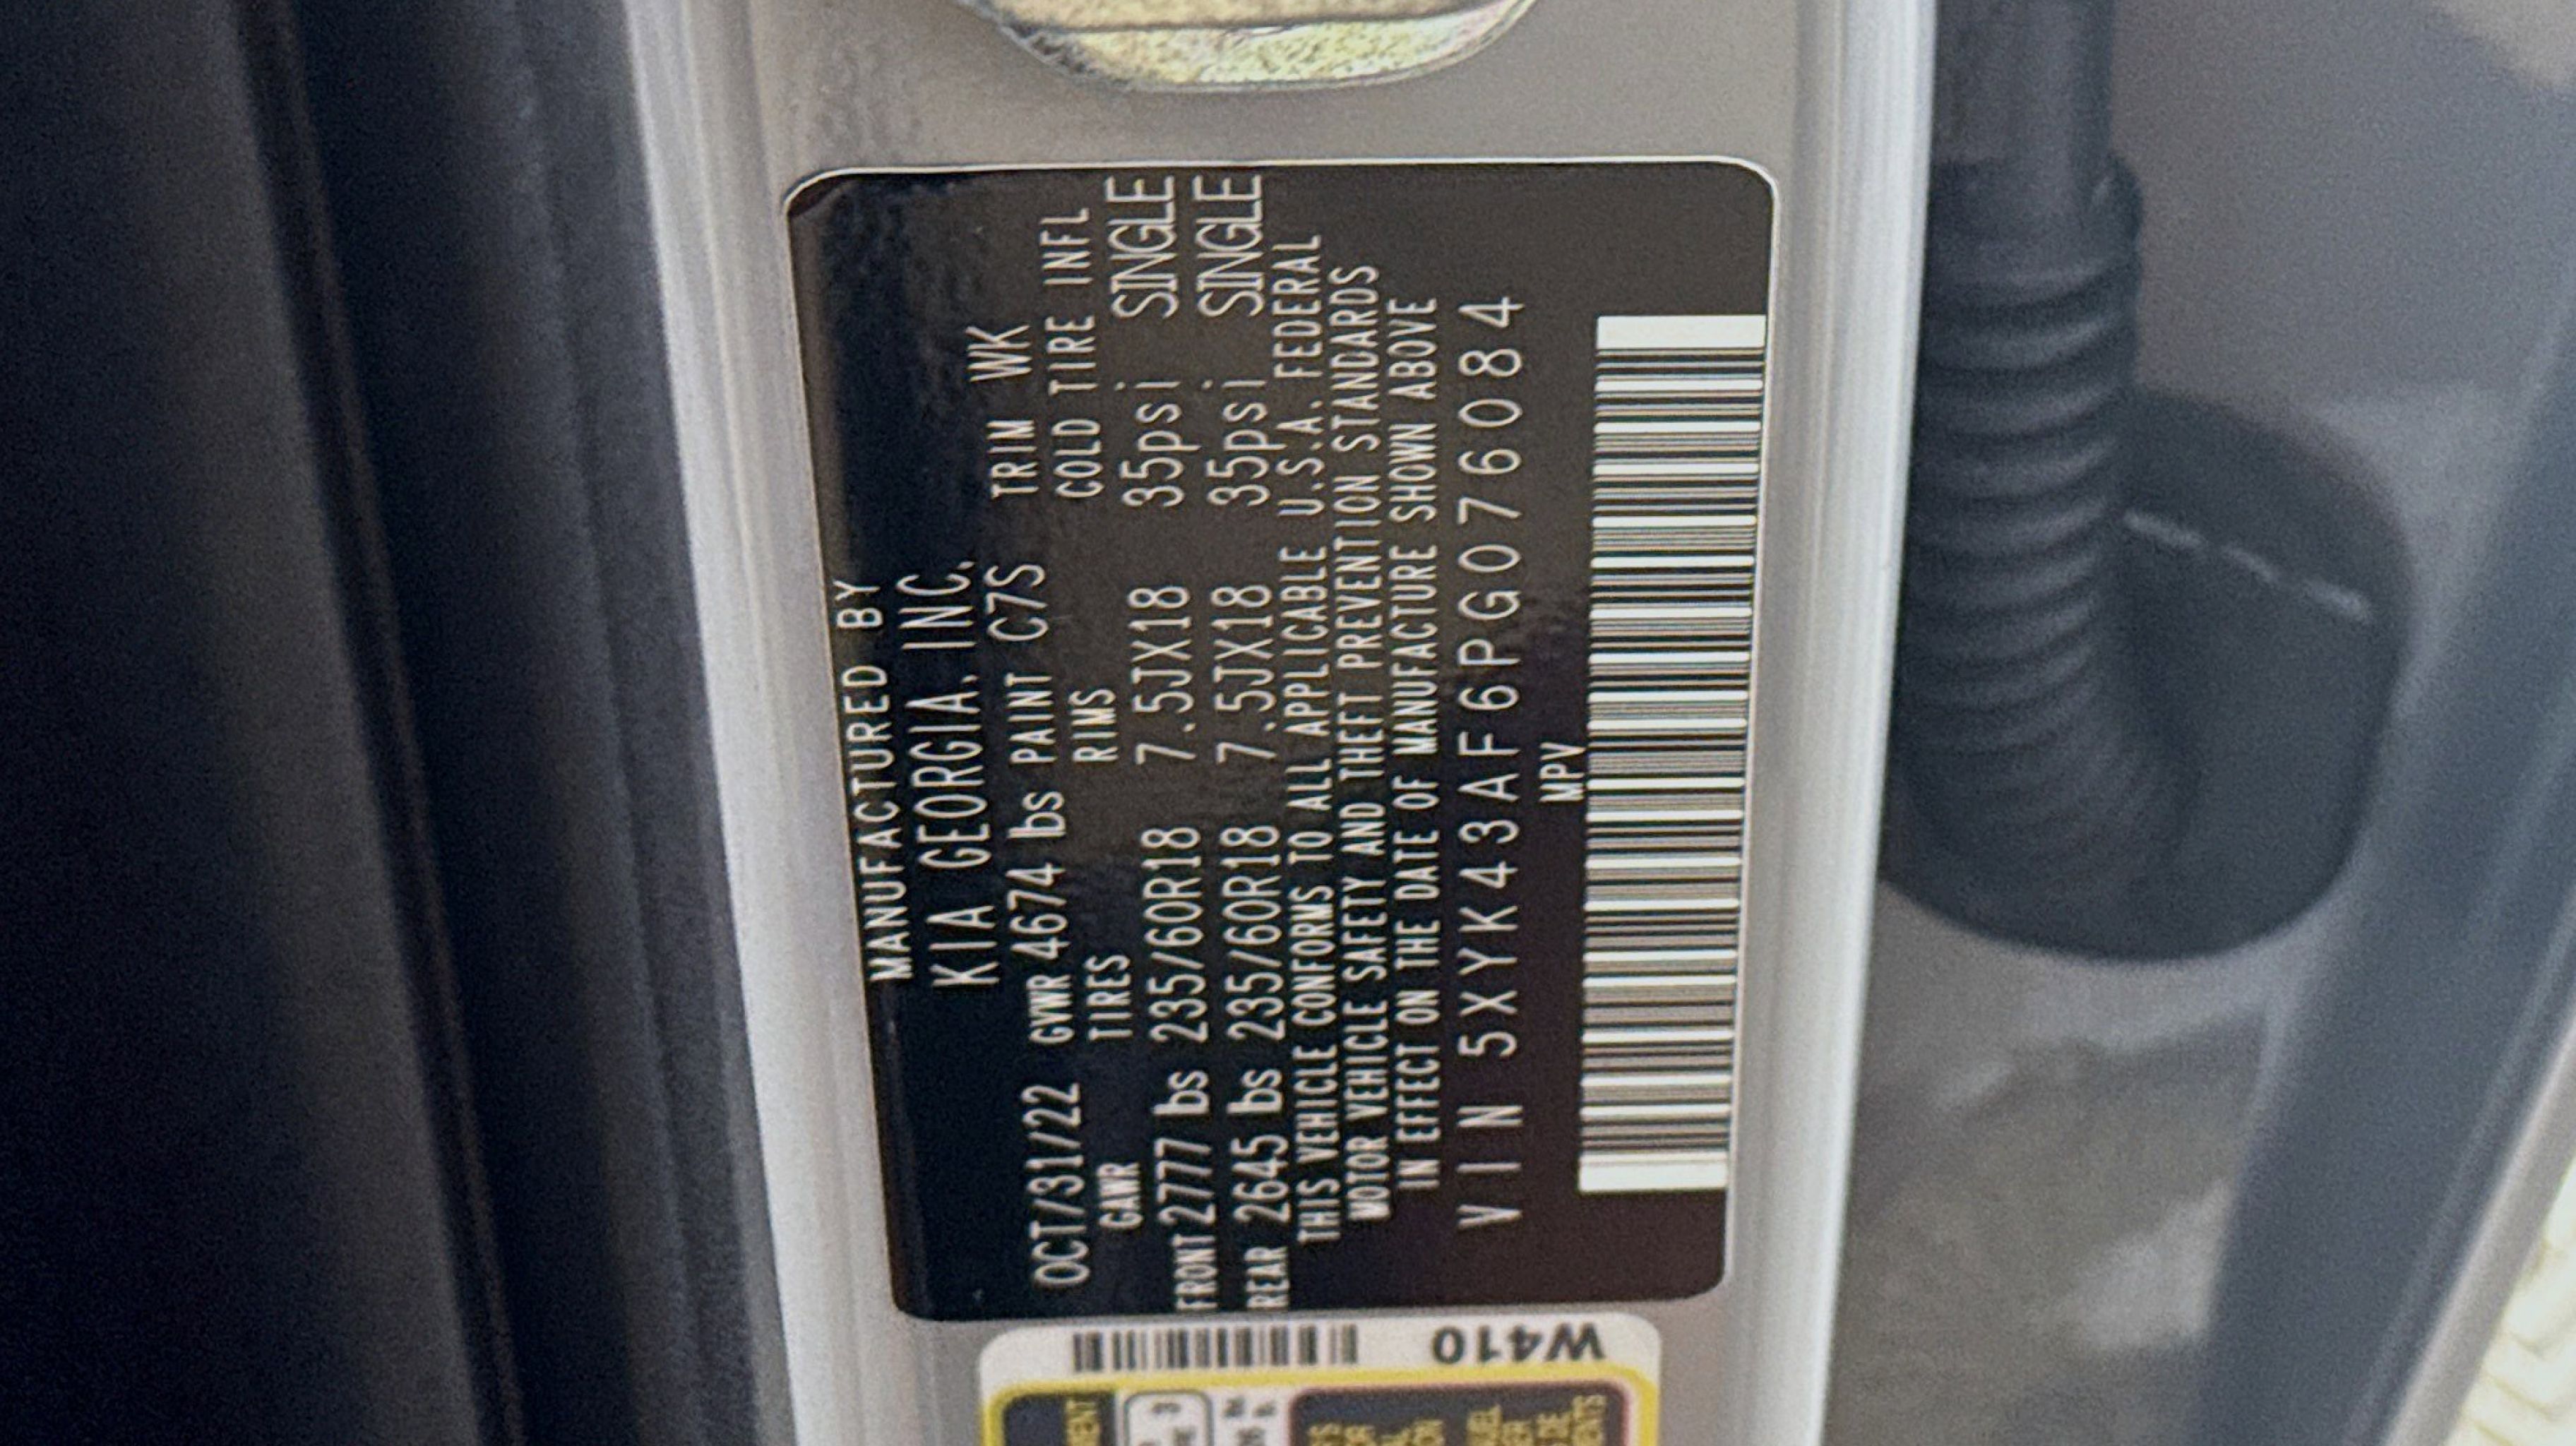 MANUFACTURED BY
KIA GEORGIA, INC.
OCT/31/22 GVWR 4674 lbs PAINT C7S TRIM WK
GAWR TIRES RIMS COLD TIRE INFL
FRONT 2777 lbs 235/60R18 7.5JX18 35psi SINGLE
REAR 2645 lbs 235/60R18 7.5JX18 35psi SINGLE
THIS VEHICLE CONFORMS TO ALL APPLICABLE U.S.A. FEDERAL
MOTOR VEHICLE SAFETY AND THEFT PREVENTION STANDARDS
IN EFFECT ON THE DATE OF MANUFACTURE SHOWN ABOVE
VIN 5XYK43AF6PG076084
MPV
W410